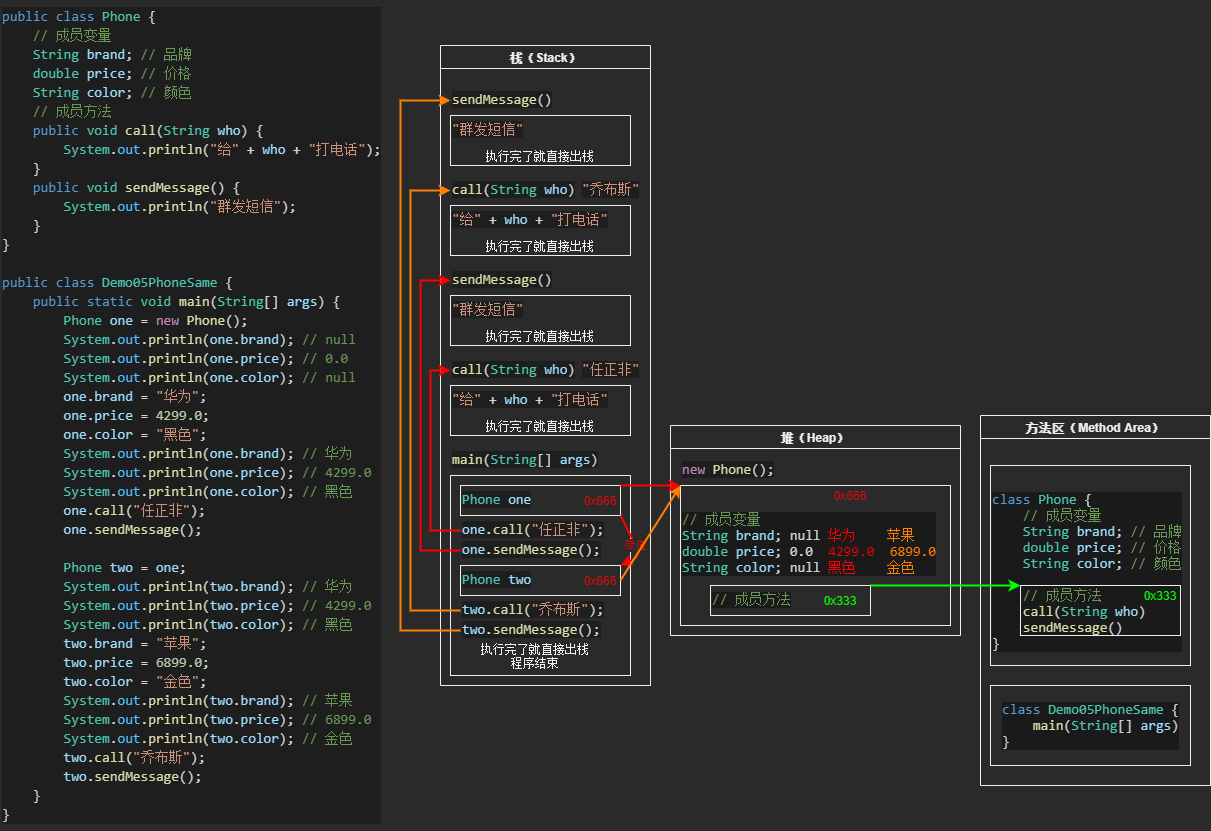 public class Phone {
// 成员变量
String brand; // 品牌
double price; // 价格
String color; // 颜色
// 成员方法
public void call(String who) {
System.out.println("给" + who + "打电话");
}
public void sendMessage() {
System.out.println("群发短信");
}
}
public class Demo05PhoneSame {
public static void main(String[] args) {
Phone one = new Phone();
System.out.println(one.brand); // null
System.out.println(one.price); // 0.0
System.out.println(one.color); // null
one.brand = "华为";
one.price = 4299.0;
one.color = "黑色";
System.out.println(one.brand); // 华为
System.out.println(one.price); // 4299.0
System.out.println(one.color); // 黑色
one.call("任正非");
one.sendMessage();
Phone two = one;
System.out.println(two.brand); // 华为
System.out.println(two.price); // 4299.0
System.out.println(two.color); // 黑色
two.brand = "苹果";
two.price = 6899.0;
two.color = "金色";
System.out.println(two.brand); // 苹果
System.out.println(two.price); // 6899.0
System.out.println(two.color); // 金色
two.call("乔布斯");
two.sendMessage();
}
}
栈（Stack）
sendMessage()
"群发短信"
执行完了就直接出栈
call(String who) "乔布斯"
"给" + who + "打电话"
执行完了就直接出栈
sendMessage()
"群发短信"
执行完了就直接出栈
call(String who) "任正非"
"给" + who + "打电话"
执行完了就直接出栈
main(String[] args)
Phone one 0x666
one.call("任正非");
one.sendMessage();
Phone two 0x666
two.call("乔布斯");
two.sendMessage();
执行完了就直接出栈
程序结束
堆（Heap）
new Phone();
0x666
// 成员变量
String brand; null 华为 苹果
double price; 0.0 4299.0 6899.0
String color; null 黑色 金色
// 成员方法 0x333
方法区（Method Area）
class Phone {
// 成员变量
String brand; // 品牌
double price; // 价格
String color; // 颜色
// 成员方法 0x333
call(String who)
sendMessage()
}
class Demo05PhoneSame {
main(String[] args)
}